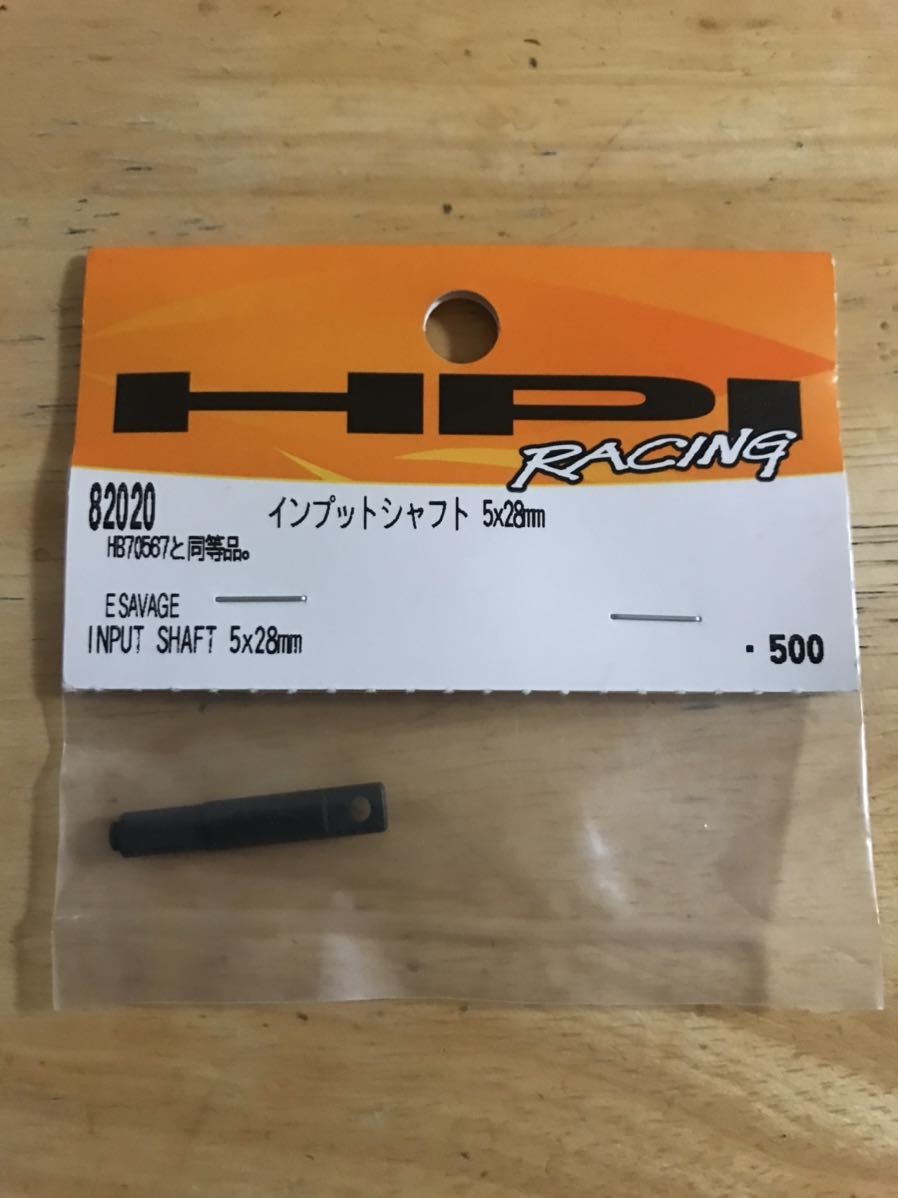 HPI
RACING
82020 インプットシャフト 5x28mm
HB70567と同等品。
E SAVAGE
INPUT SHAFT 5x28mm
・500